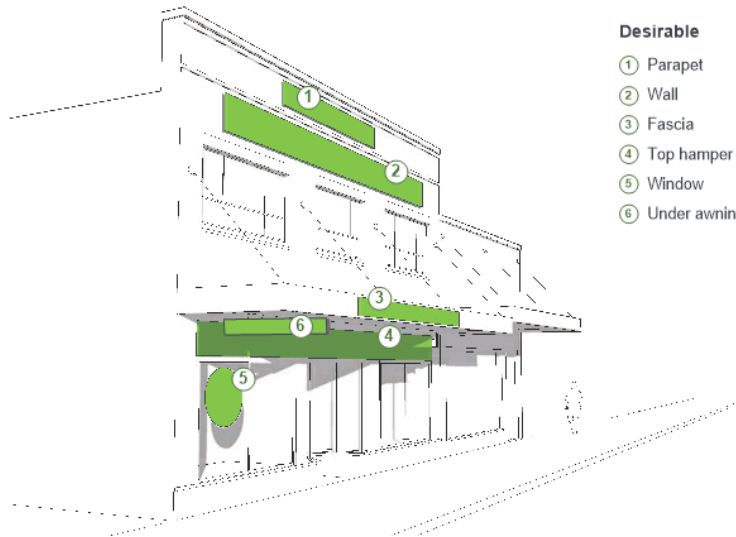 Desirable
1 Parapet
2 Wall
3 Fascia
4 Top hamper
5 Window
6 Under awnin
1
2
3
6
4
5